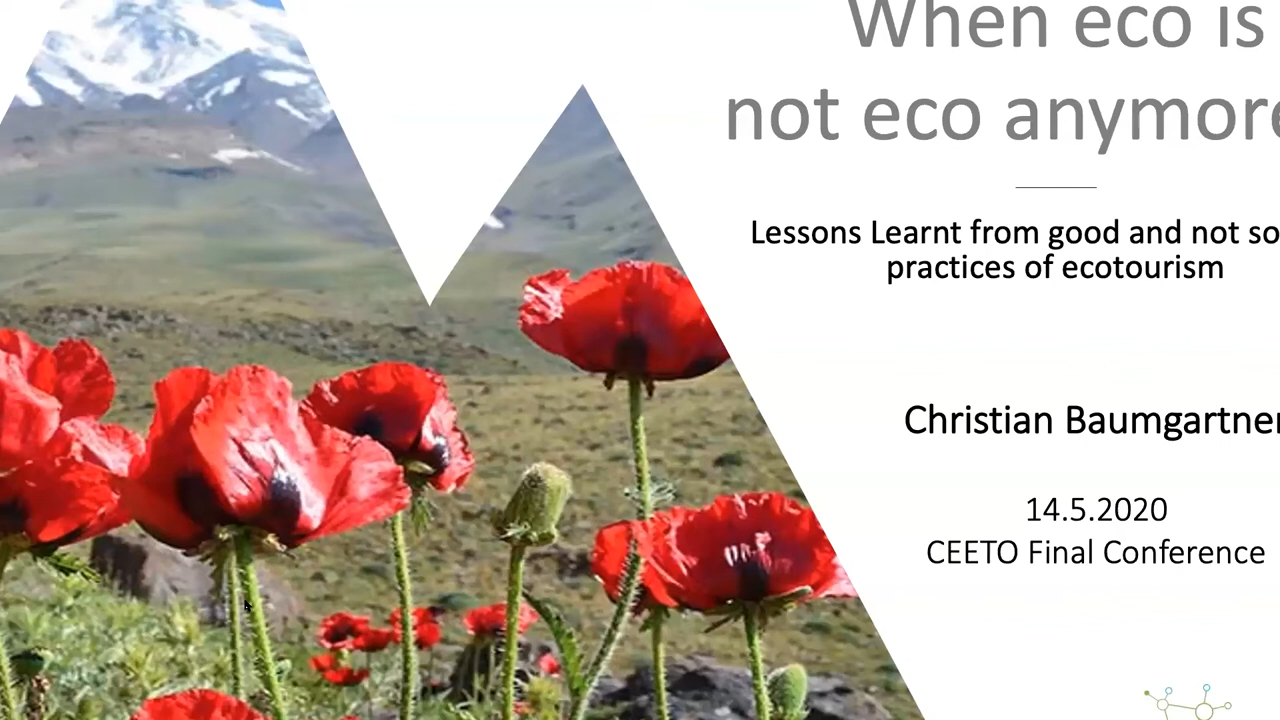 When eco is
not eco anymore
Lessons Learnt from good and not so
practices of ecotourism
Christian Baumgartner
14.5.2020
CEETO Final Conference